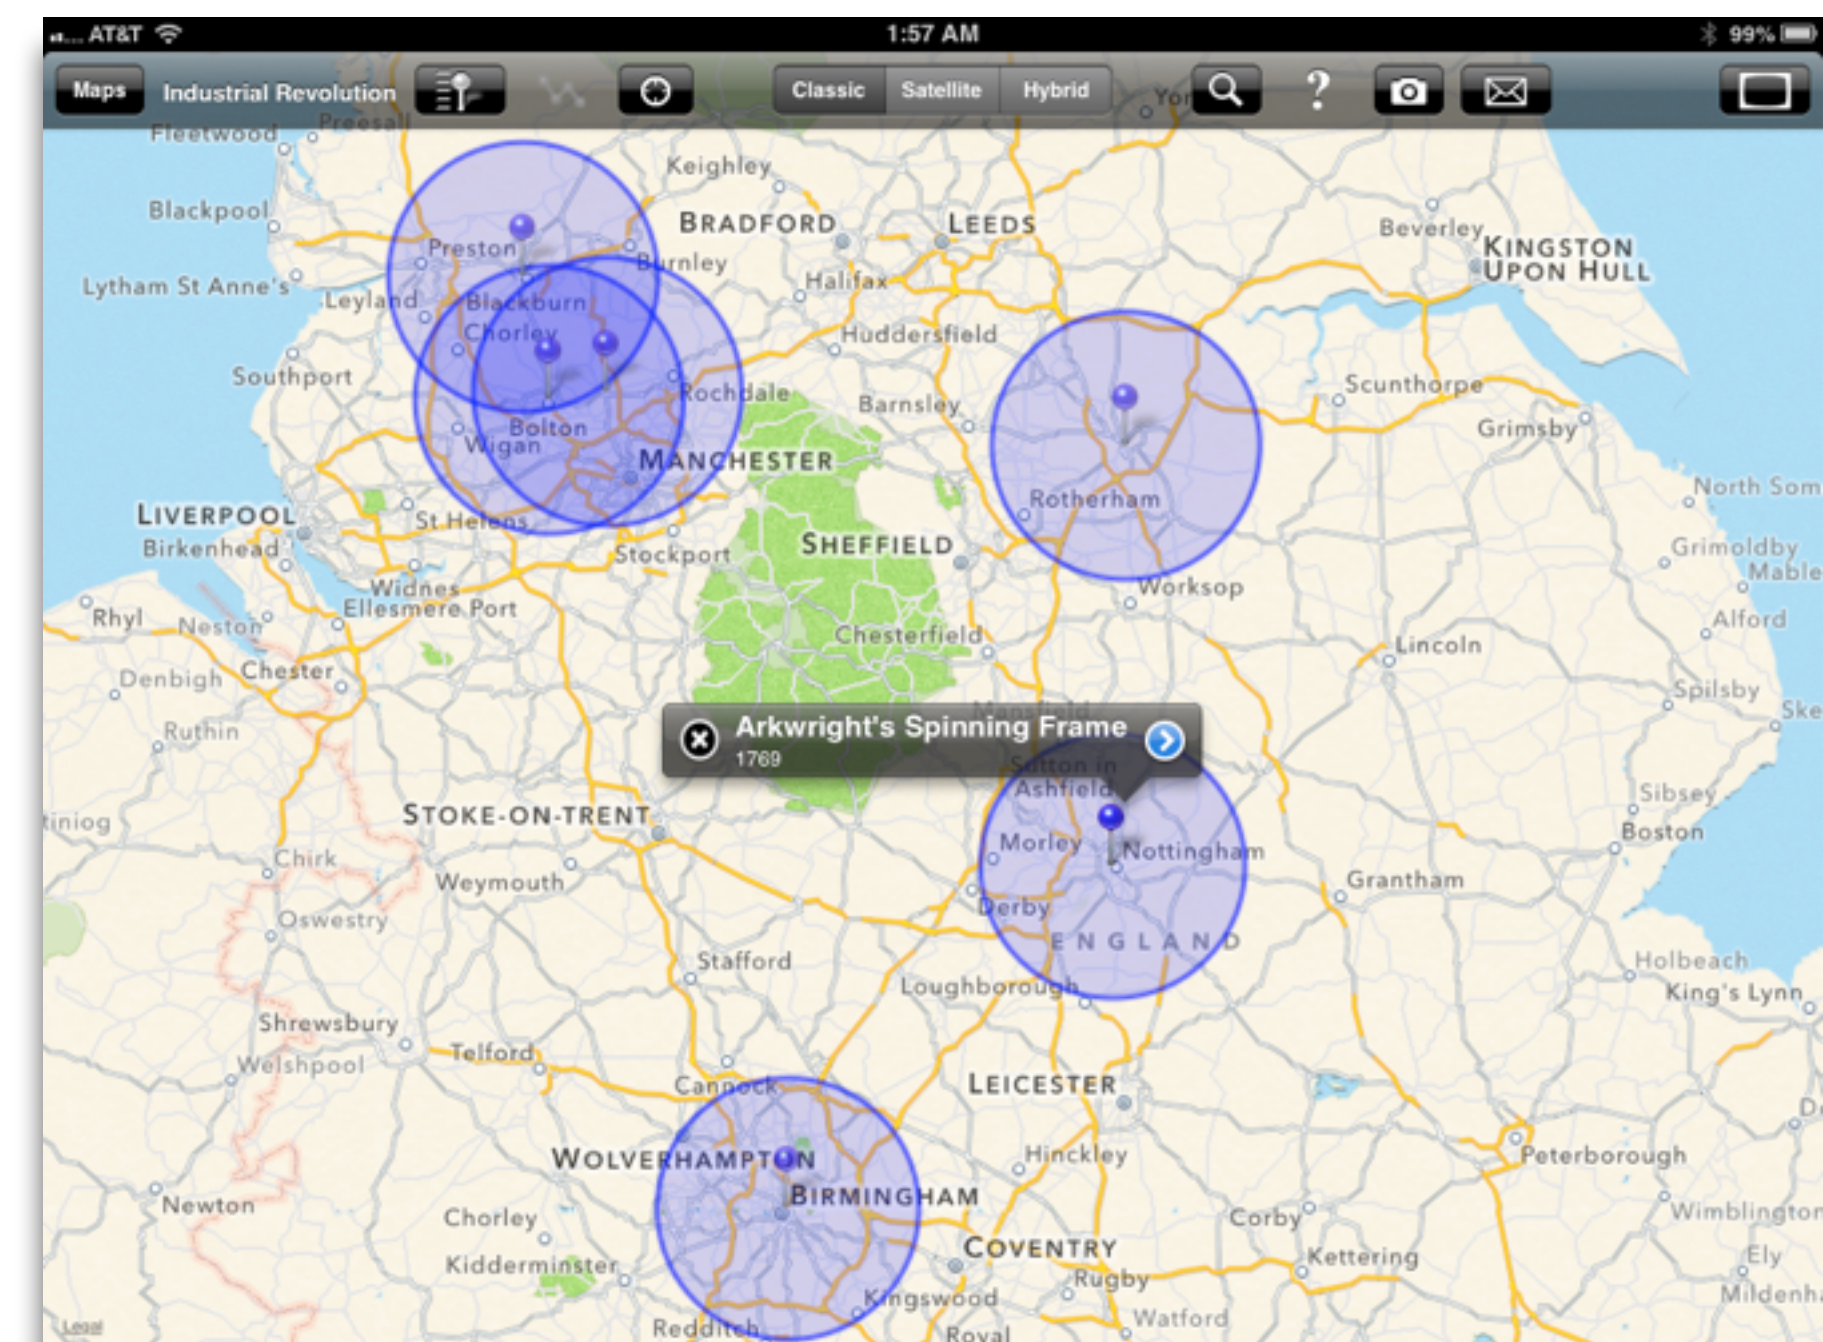 AT&T
1:57 AM
99%
Maps
Industrial Revolution
Classic
Satellite
Hybrid
?
Fleetwood
Preesall
Keighley
Blackpool
BRADFORD
LEEDS
Beverley
KINGSTON
UPON HULL
Preston
Burnley
Lytham St Anne's
Halifax
Leyland
Blackburn
Chorley
Huddersfield
Southport
Rochdale
Barnsley
Scunthorpe
Grimsby
Bolton
Wigan
MANCHESTER
North Som
Rotherham
LIVERPOOL
St Helens
Birkenhead
Stockport
SHEFFIELD
Grimoldby
Mable
Widnes
Ellesmere Port
Worksop
Rhyl
Neston
Chesterfield
Alford
Lincoln
Denbigh
Chester
Spilsby
Ske
Mansfield
Ruthin
Arkwright's Spinning Frame
1769
Sutton in
Ashfield
Sibsey
STOKE-ON-TRENT
tiniog
Boston
Morley
Nottingham
Chirk
Weymouth
Grantham
Derby
Oswestry
ENGLAND
Stafford
Holbeach
Loughborough
King's Lynn
Shrewsbury
Telford
Welshpool
Cannock
LEICESTER
WOLVERHAMPTON
Hinckley
Peterborough
BIRMINGHAM
Newton
Chorley
Corby
Wimblington
COVENTRY
Kettering
Ely
Kidderminster
Rugby
Kingswood
Mildenh
Watford
Legal
Redditch
Royal